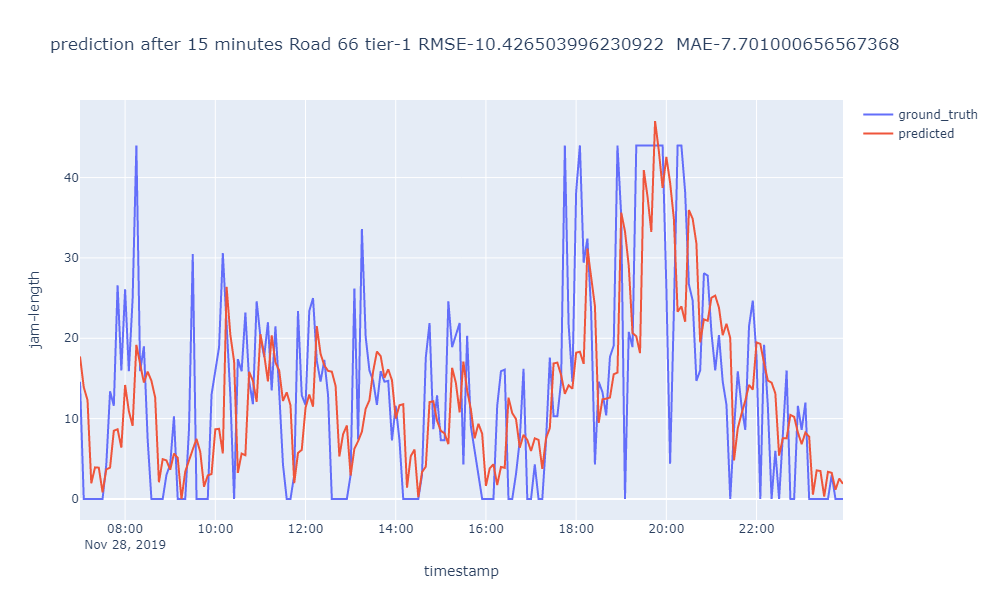 prediction after 15 minutes Road 66 tier-1 RMSE-10.426503996230922  MAE-7.701000656567368
ground_truth
predicted
jam-length
40
30
20
10
0
08:00 10:00 12:00 14:00 16:00 18:00 20:00 22:00
Nov 28, 2019
timestamp